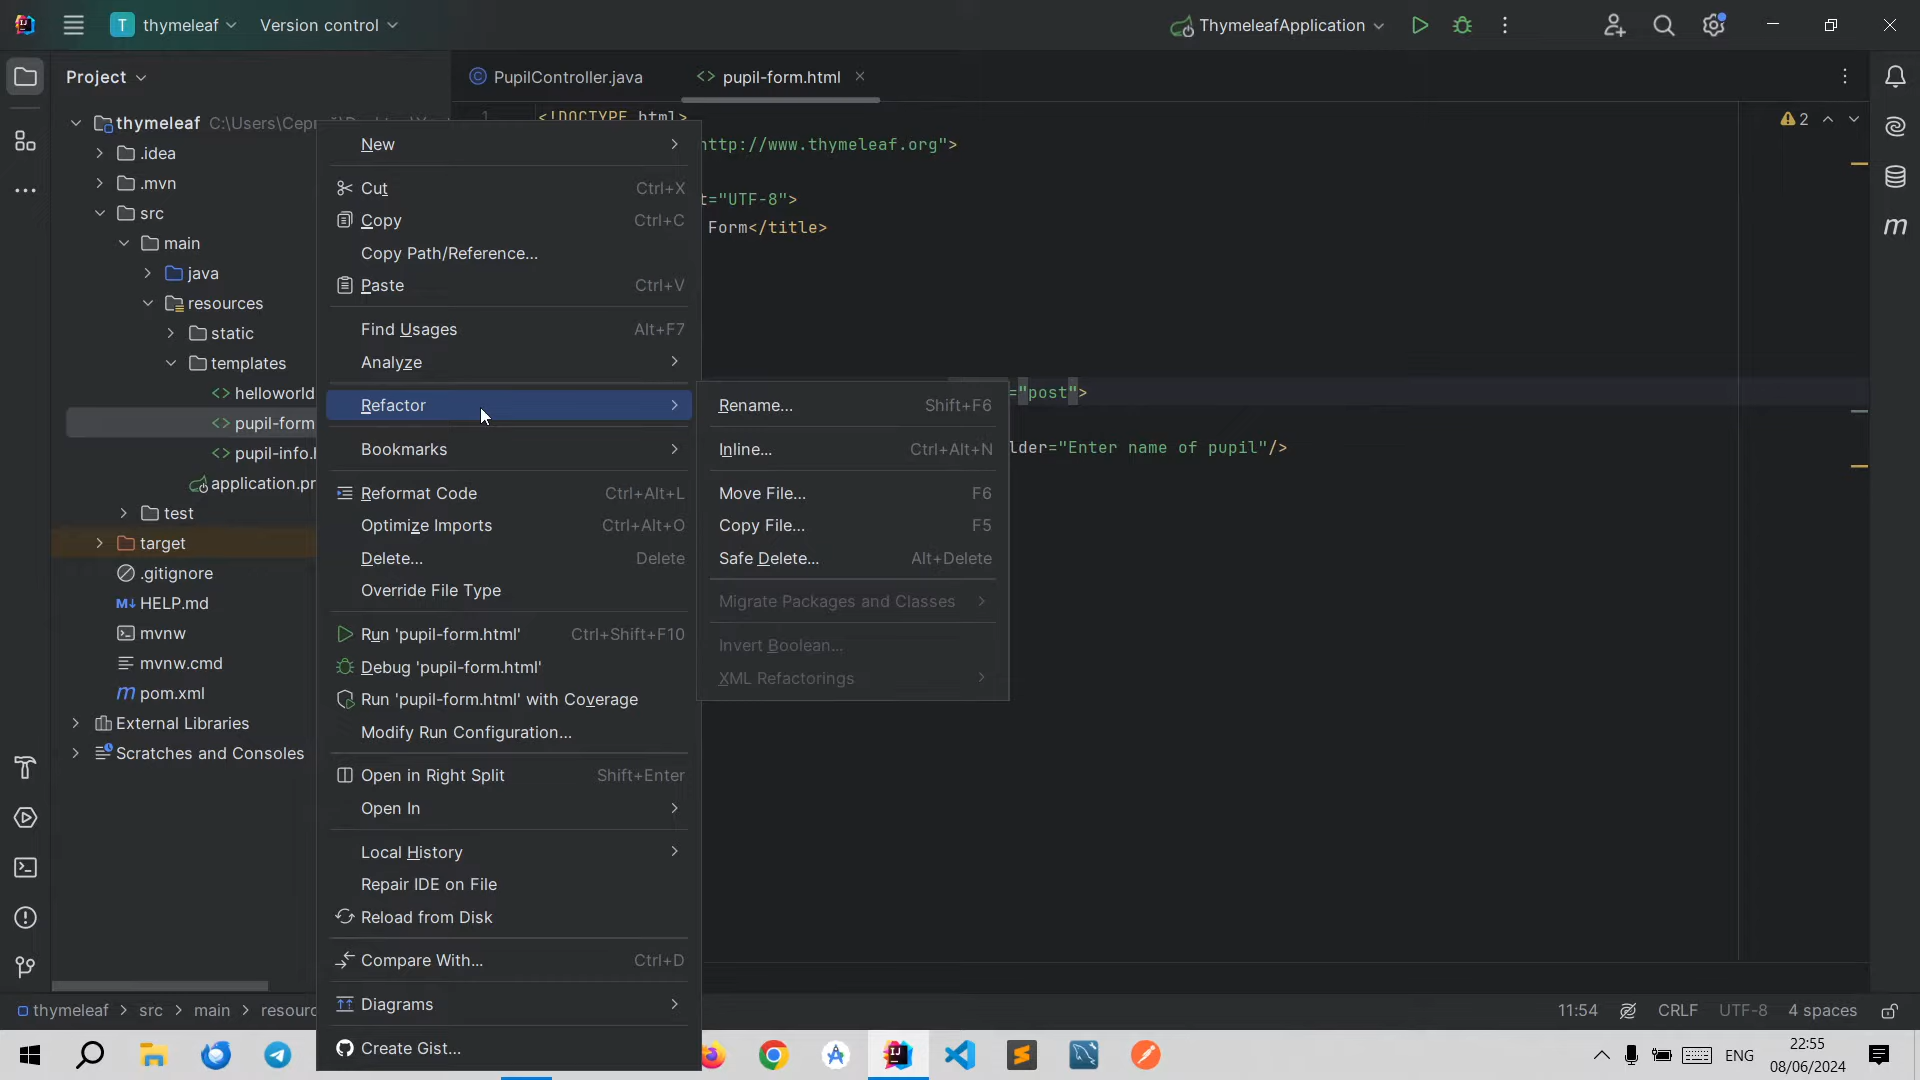 T thymeleaf Version control ThymeleafApplication
Project PupilController.java <> pupil-form.html
thymeleaf
.idea
.mvn
src
main
java
resources
static
templates
<> helloworld
<> pupil-form
<> pupil-info.
application.pr
test
target
.gitignore
M↓ HELP.md
mvnw
mvnw.cmd
m pom.xml
External Libraries
Scratches and Consoles
New
Cut Ctrl+X
Copy Ctrl+C
Copy Path/Reference...
Paste Ctrl+V
Find Usages Alt+F7
Analyze
Refactor
Bookmarks
Reformat Code Ctrl+Alt+L
Optimize Imports Ctrl+Alt+O
Delete... Delete
Override File Type
Run 'pupil-form.html' Ctrl+Shift+F10
Debug 'pupil-form.html'
Run 'pupil-form.html' with Coverage
Modify Run Configuration...
Open in Right Split Shift+Enter
Open In
Local History
Repair IDE on File
Reload from Disk
Compare With... Ctrl+D
Diagrams
Create Gist...
Rename... Shift+F6
Inline... Ctrl+Alt+N
Move File... F6
Copy File... F5
Safe Delete... Alt+Delete
Migrate Packages and Classes
Invert Boolean...
XML Refactorings
1 <!DOCTYPE html>
http://www.thymeleaf.org">
t="UTF-8">
Form</title>
="post">
lder="Enter name of pupil"/>
2
m
thymeleaf > src > main > resourc
11:54 CRLF UTF-8 4 spaces
ENG 22:55
08/06/2024